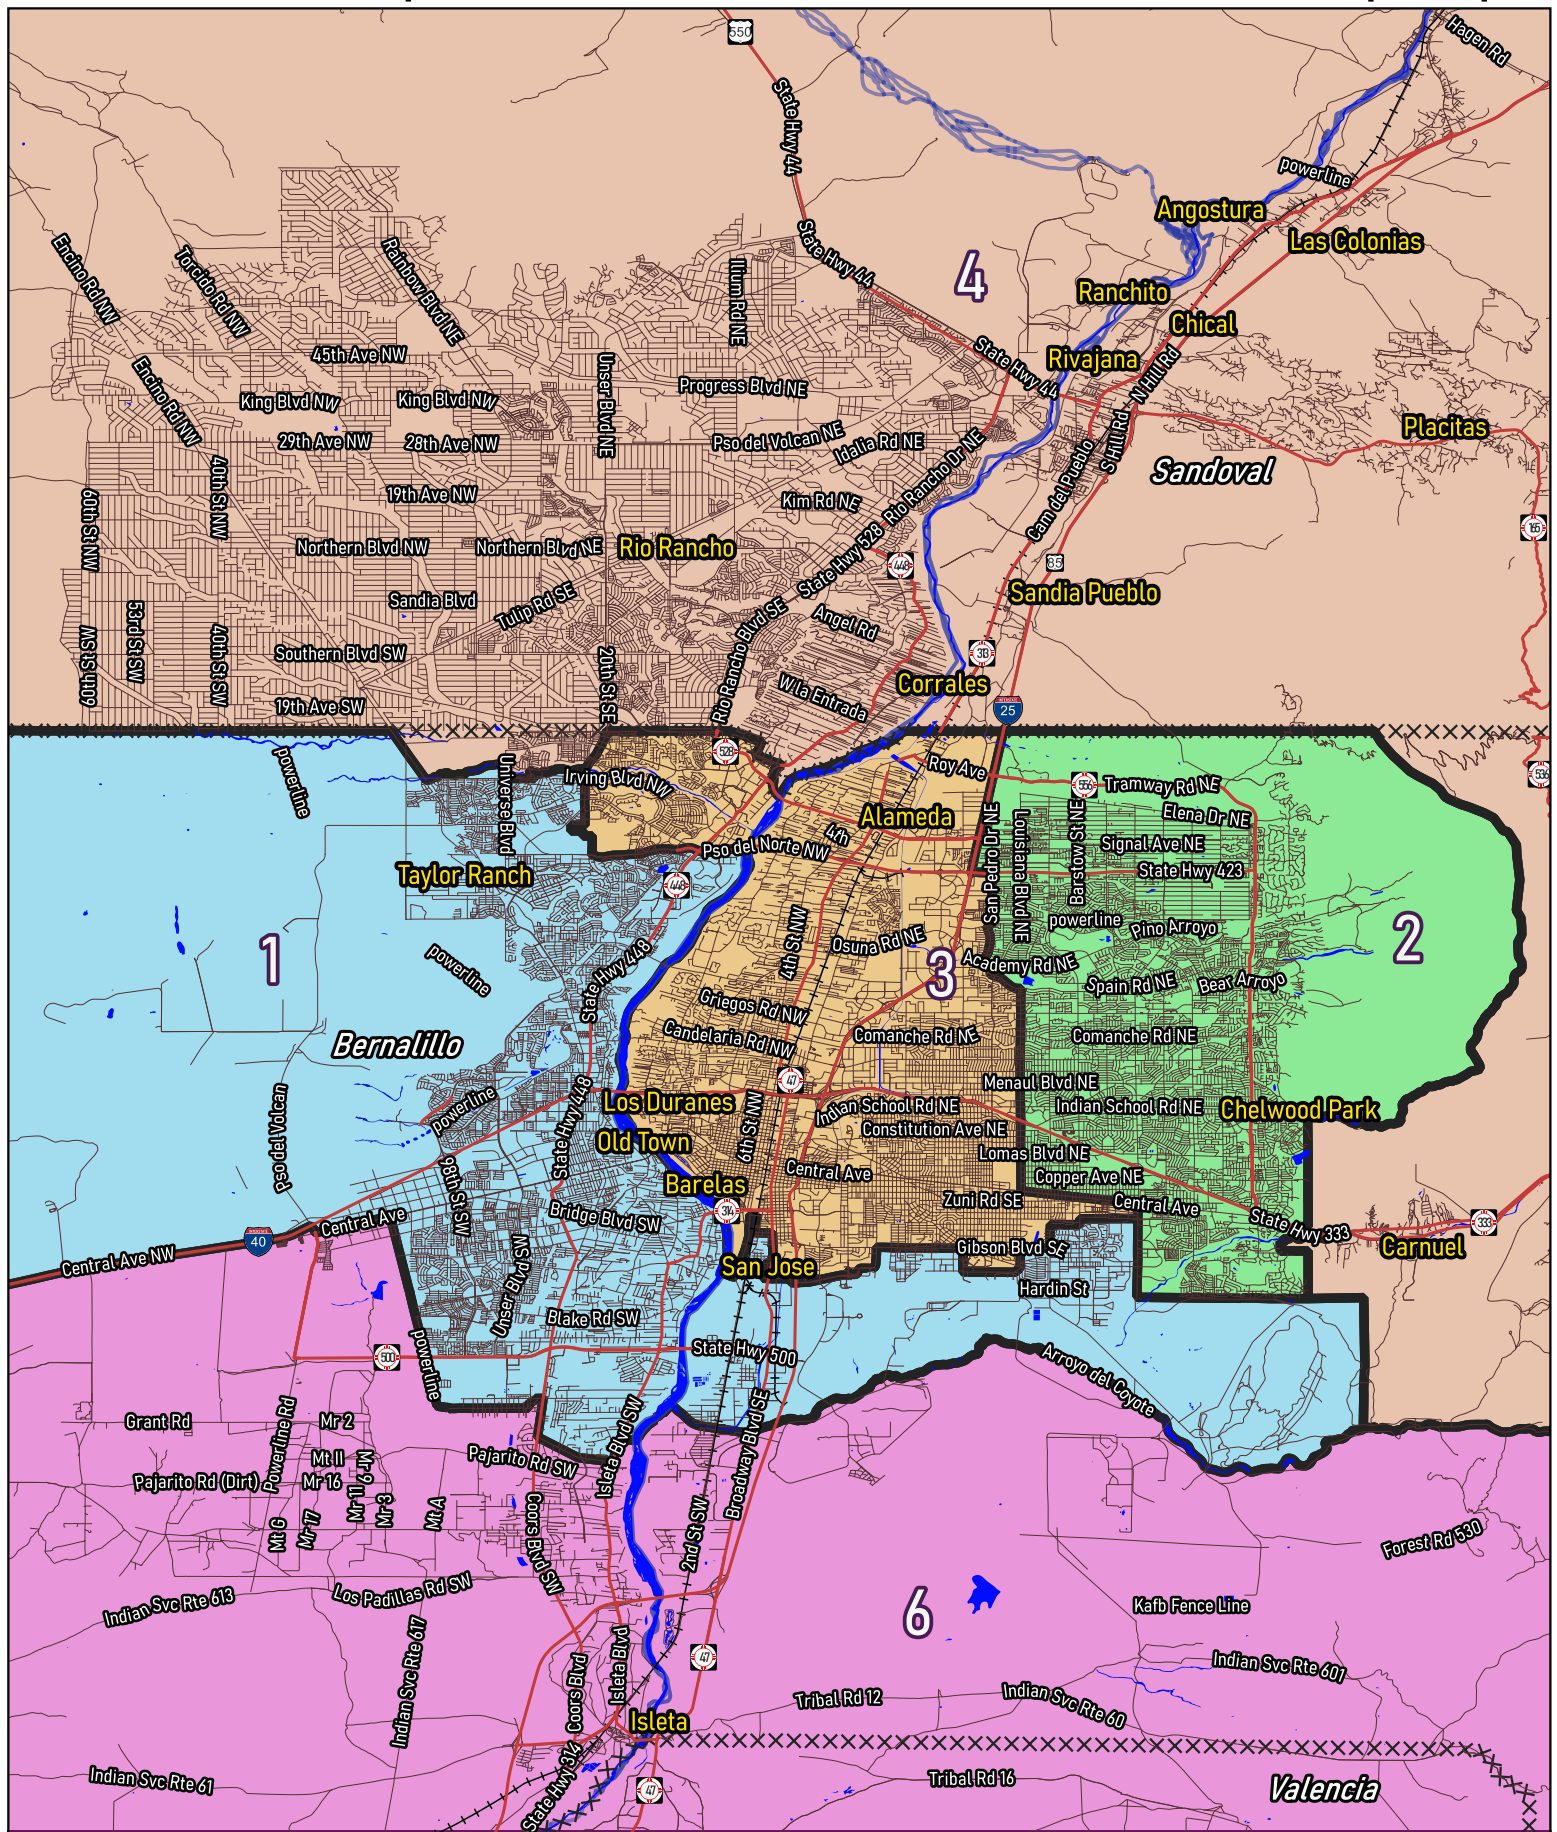 550
Hagen Rd
State Hwy 44
powerline
Angostura
Las Colonias
Encino Rd NW
Torcido Rd NW
Rainbow Blvd NE
Ilium Rd NE
State Hwy 44
4
Ranchito
Chical
45th Ave NW
Unser Blvd NE
State Hwy 44
Rivajana
N Hill Rd
Encino Rd NW
King Blvd NW
King Blvd NW
Progress Blvd NE
29th Ave NW
28th Ave NW
Pso del Volcan NE
Idalia Rd NE
Placitas
S Hill Rd
Sandoval
60th St NW
40th St NW
19th Ave NW
Kim Rd NE
Rio Rancho Dr NE
Cam del Pueblo
165
Northern Blvd NW
Northern Blvd NE
Rio Rancho
State Hwy 528
448
85
Sandia Pueblo
Sandia Blvd
Tulip Rd SE
Angel Rd
60th St SW
53rd St SW
40th St SW
Southern Blvd SW
20th St SE
Rio Rancho Blvd SE
313
Corrales
W la Entrada
19th Ave SW
25
528
powerline
Universe Blvd
Irving Blvd NW
Roy Ave
556
Tramway Rd NE
536
Alameda
Elena Dr NE
4th
San Pedro Dr NE
Louisiana Blvd NE
Barstow St NE
Signal Ave NE
Pso del Norte NW
State Hwy 423
Taylor Ranch
448
powerline
Pino Arroyo
4th St NW
Osuna Rd NE
1
2
3
powerline
State Hwy 448
Academy Rd NE
Spain Rd NE
Bear Arroyo
Griegos Rd NW
Candelaria Rd NW
Comanche Rd NE
Comanche Rd NE
Bernalillo
47
Menaul Blvd NE
Pso del Volcan
powerline
State Hwy 448
Los Duranes
6th St NW
Indian School Rd NE
Indian School Rd NE
Chelwood Park
Constitution Ave NE
Old Town
Lomas Blvd NE
98th St SW
Central Ave
Copper Ave NE
Barelas
Zuni Rd SE
Central Ave
314
Central Ave
Bridge Blvd SW
State Hwy 333
333
Carnuel
40
Central Ave NW
Unser Blvd SW
San Jose
Gibson Blvd SE
Hardin St
Blake Rd SW
500
powerline
State Hwy 500
Arroyo del Coyote
Grant Rd
Powerline Rd
Mr 2
Isleta Blvd SW
Broadway Blvd SE
Mt II
Mr 9
Pajarito Rd SW
Pajarito Rd (Dirt)
Mr 16
Mr 11
Mr 3
Mt A
Mt G
Mr 17
Coors Blvd SW
2nd St SW
Forest Rd 530
Indian Svc Rte 613
Los Padillas Rd SW
6
Kafb Fence Line
Indian Svc Rte 617
Coors Blvd
Isleta Blvd
47
Indian Svc Rte 601
Tribal Rd 12
Indian Svc Rte 60
Isleta
Indian Svc Rte 61
State Hwy 314
47
Tribal Rd 16
Valencia